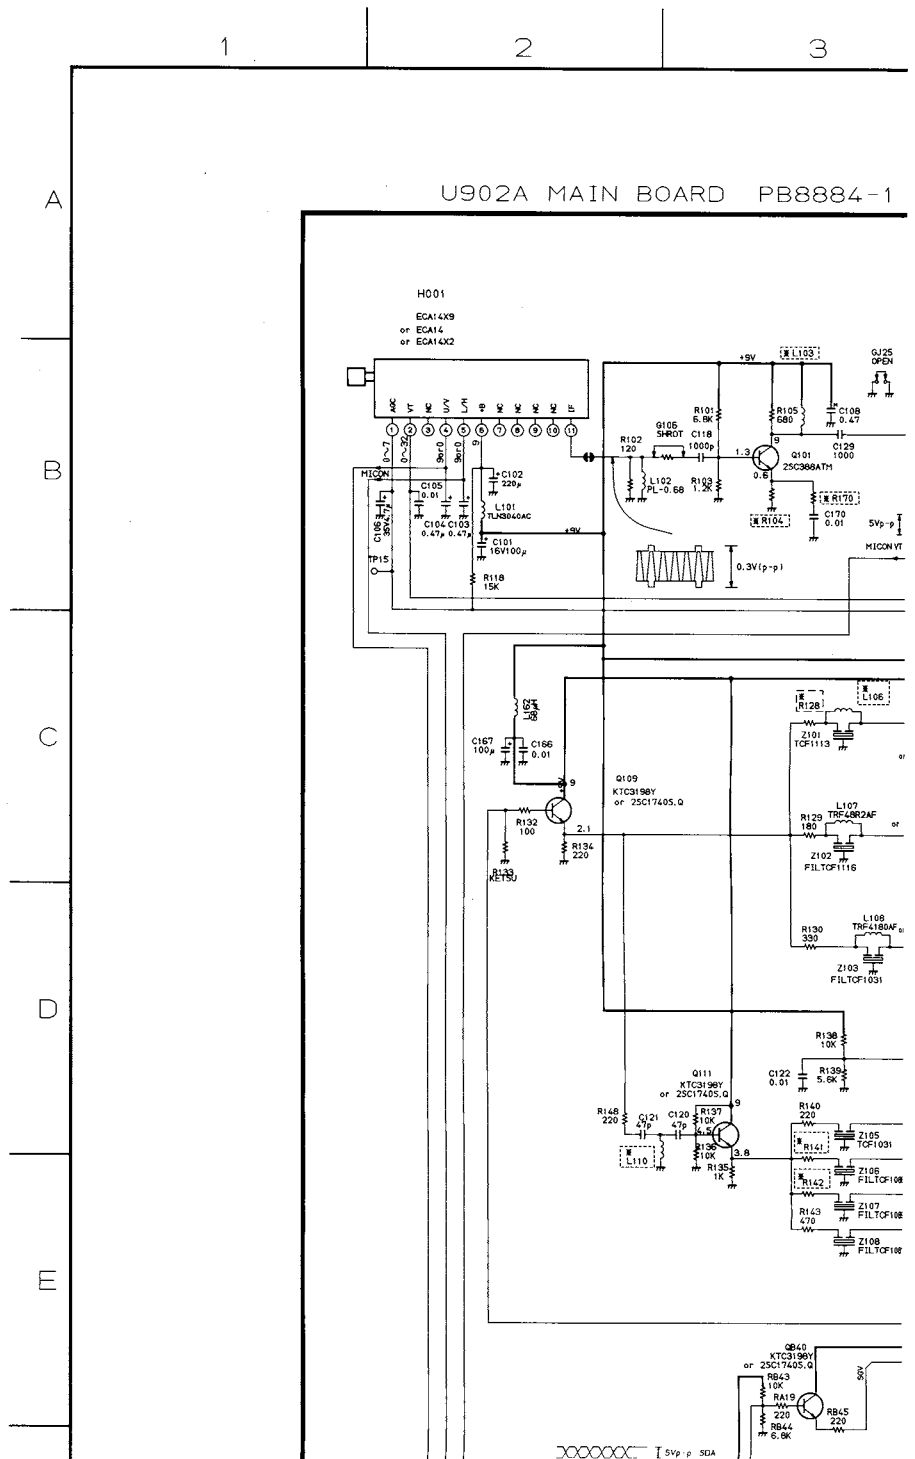 1 2 3
A
U902A MAIN BOARD PB8884-1
H001
ECA14X9
or ECA14
or ECA14X2
B
AGC VT NC U/V L/H +B NC NC NC NC IF
1 2 3 4 5 6 7 8 9 10 11
0~7 0~32 9or0 9or0 9
MICON
C105
0.01
C102
220μ
L101
TLN3040AC
C106
35V4.7μ
C104
0.47μ
C103
0.47μ
C101
16V100μ
+9V
TP15
R118
15K
R102
120
G106
SHROT
C118
1000p
L102
PL-0.68
R101
6.8K
R103
1.2K
+9V
※ L103
R105
680
9
C108
0.47
C129
1000
GJ25
OPEN
1.3
Q101
2SC388ATM
0.6
※ R104
※ R170
C170
0.01
5Vp-p
MICON VT
0.3V(p-p)
C
L162
68μH
C167
100μ
C166
0.01
9
Q109
KTC3198Y
or 2SC1740S.Q
R132
100
2.1
R133
KETSU
R134
220
※
R128
※
L106
Z101
TCF1113
or
L107
TRF48R2AF
or
R129
180
Z102
FILTCF1116
D
L108
TRF4180AF
R130
330
Z103
FILTCF1031
R138
10K
C122
0.01
R139
5.6K
Q111
KTC3198Y
or 2SC1740S.Q
9
R148
220
C121
47p
C120
47p
R137
10K
4.5
R136
10K
3.8
R135
1K
※
L110
R140
220
Z105
TCF1031
※
R141
Z106
※
R142
Z107
R143
470
Z108
E
QB40
KTC3198Y
or 2SC1740S.Q
RB43
10K
RA19
220
RB44
6.8K
RB45
220
SGV
5Vp-p SDA